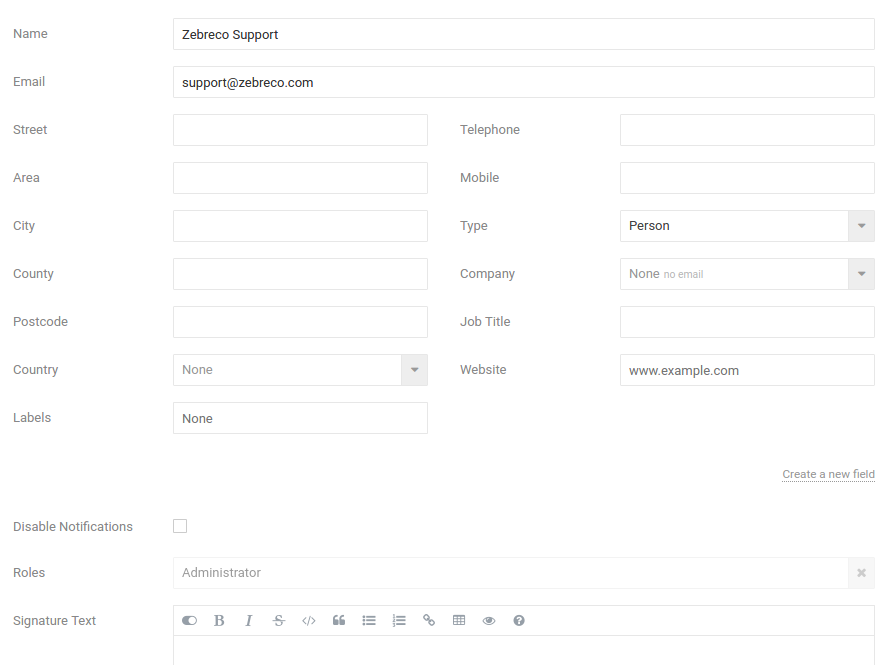 Name Zebreco Support
Email support@zebreco.com
Street Telephone
Area Mobile
City Type Person
County Company None no email
Postcode Job Title
Country None Website www.example.com
Labels None
Create a new field
Disable Notifications
Roles Administrator
Signature Text B I S </>